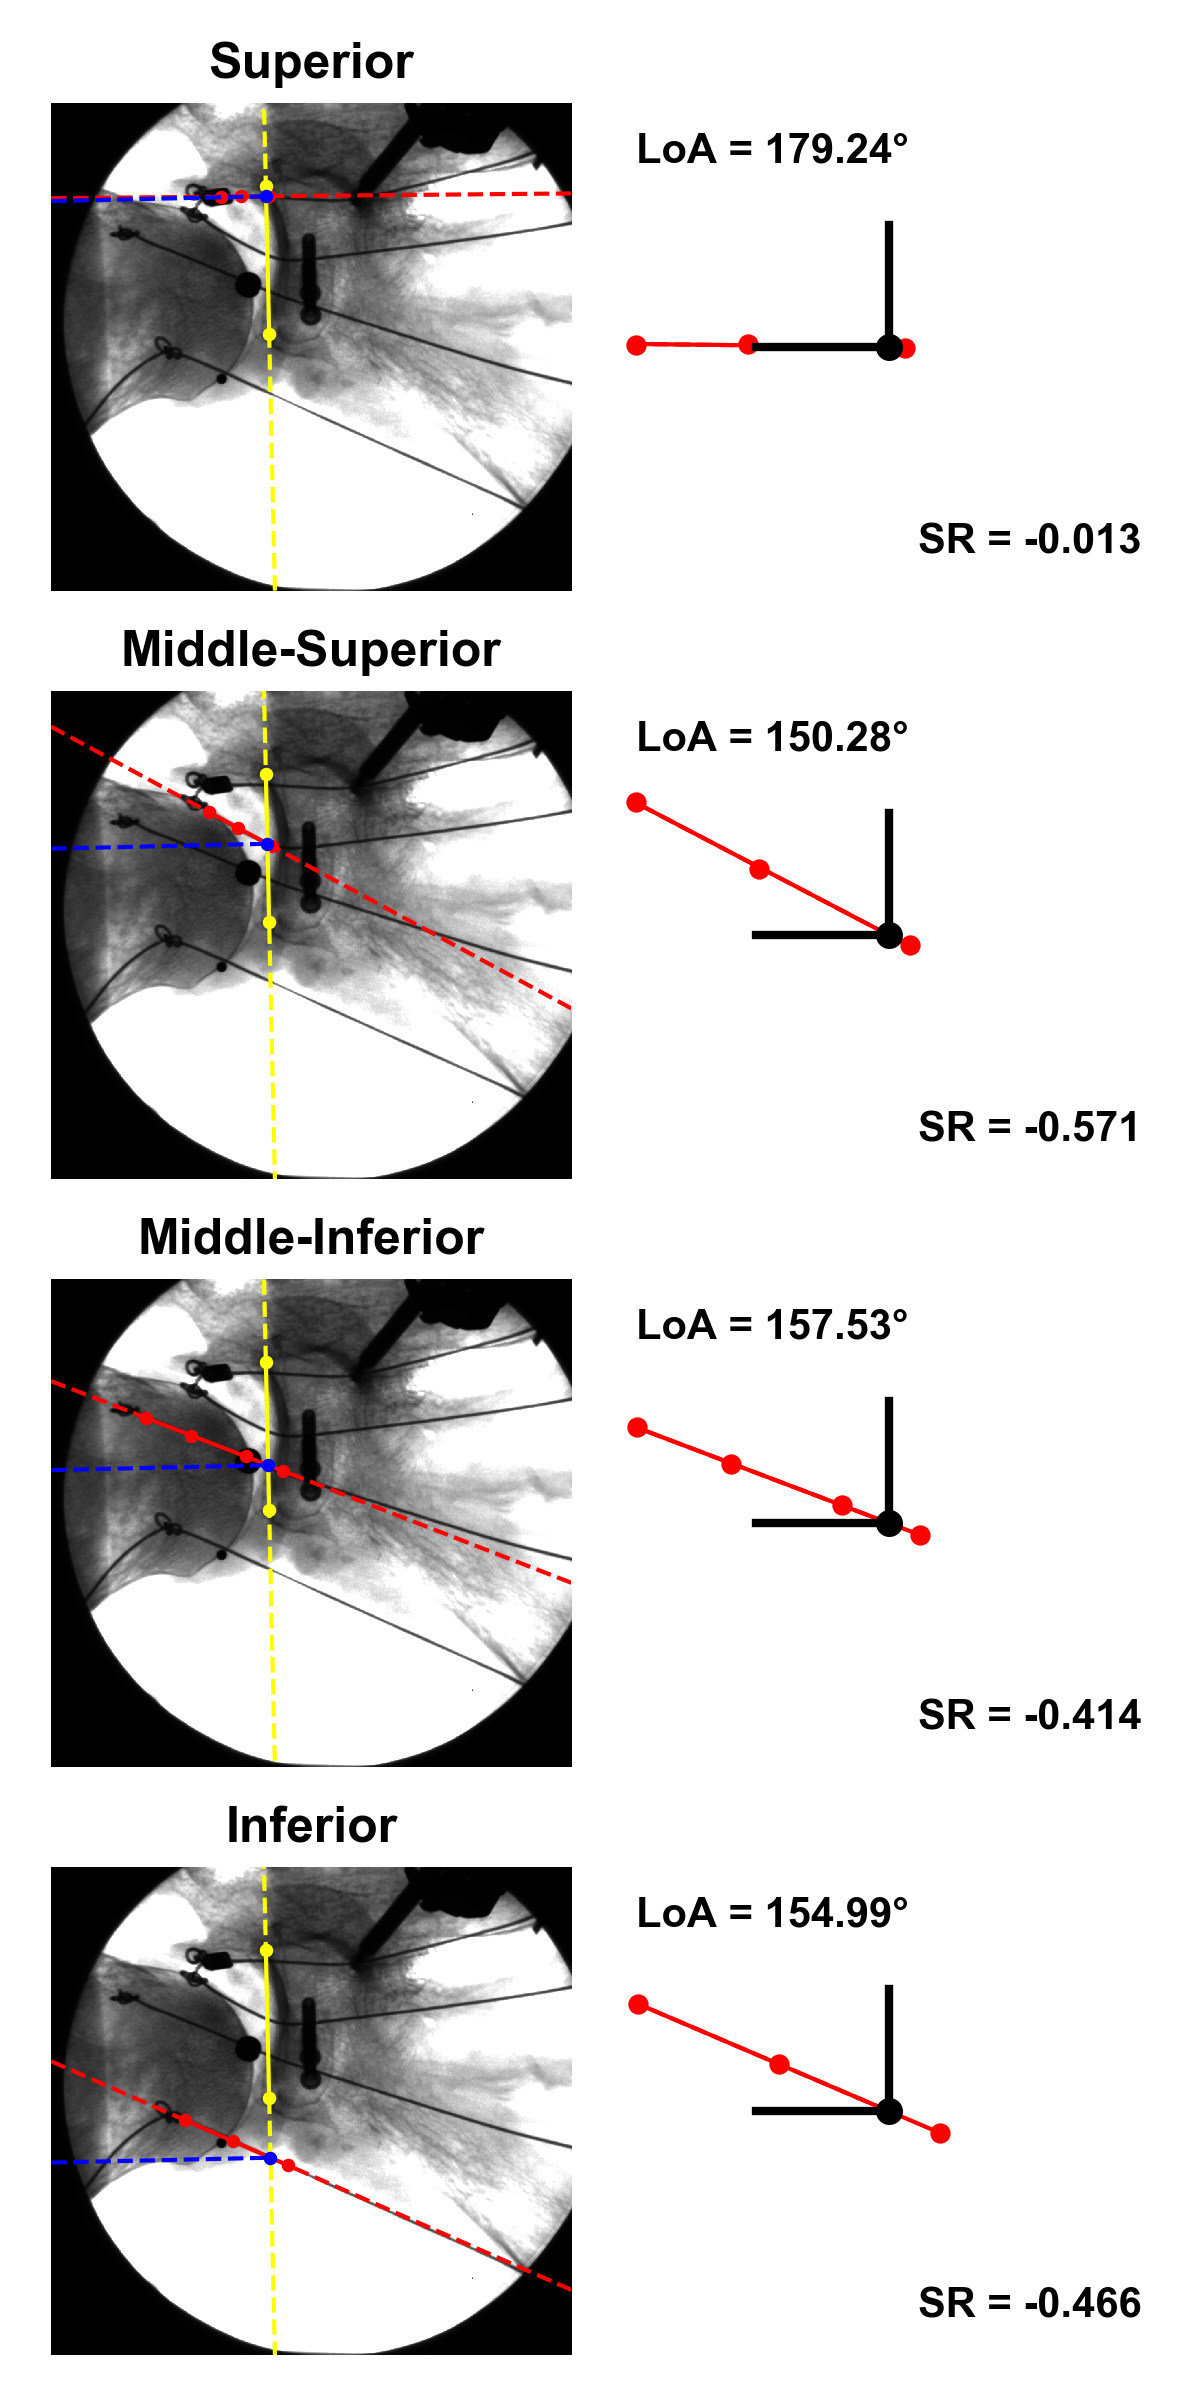 Superior
LoA = 179.24°
SR = -0.013
Middle-Superior
LoA = 150.28°
SR = -0.571
Middle-Inferior
LoA = 157.53°
SR = -0.414
Inferior
LoA = 154.99°
SR = -0.466